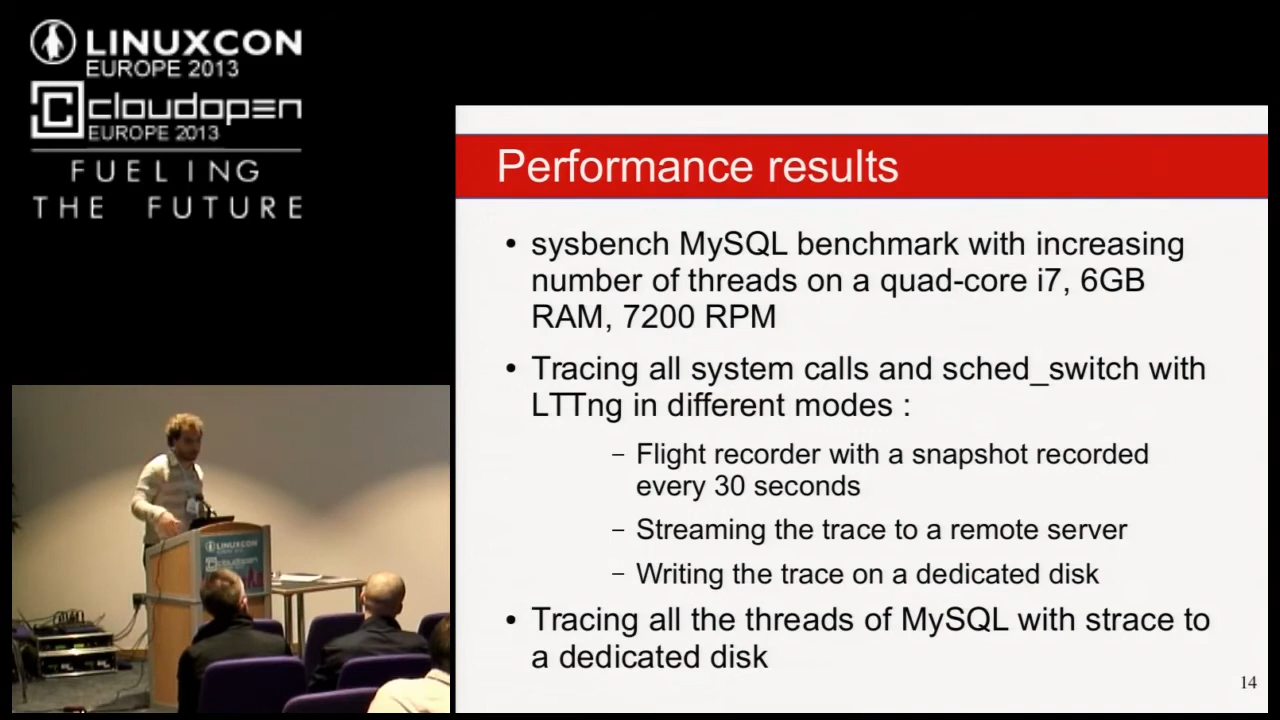 LINUXCON
EUROPE 2013
cloudopen
EUROPE 2013
FUELING
THE FUTURE
Performance results
• sysbench MySQL benchmark with increasing
number of threads on a quad-core i7, 6GB
RAM, 7200 RPM
• Tracing all system calls and sched_switch with
LTTng in different modes :
– Flight recorder with a snapshot recorded
every 30 seconds
– Streaming the trace to a remote server
– Writing the trace on a dedicated disk
• Tracing all the threads of MySQL with strace to
a dedicated disk
14
LINUXCON
cloudopen